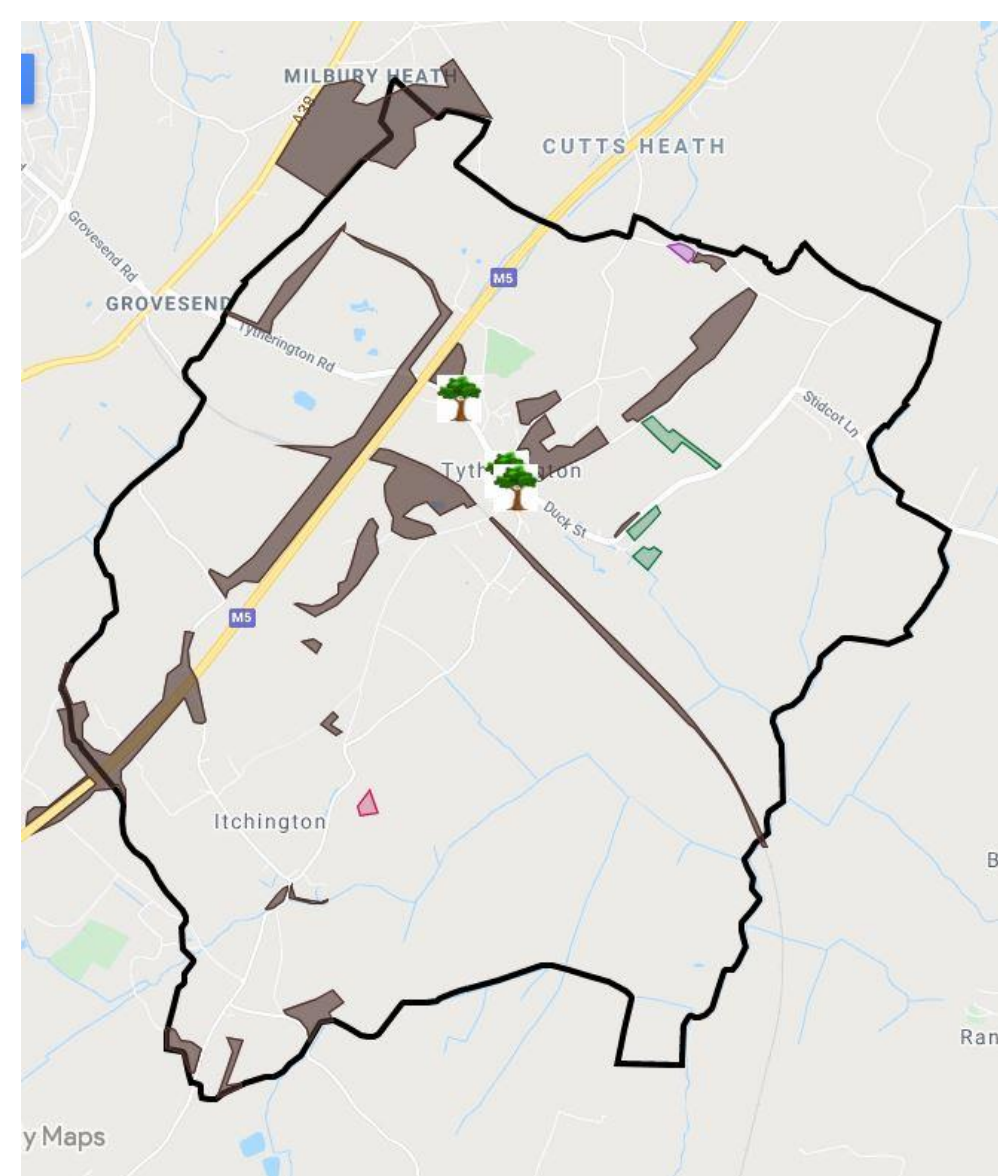 MILBURY HEATH
A38
CUTTS HEATH
Grovesend Rd
M5
GROVESEND
Tytherington Rd
Stidcot Ln
Duck St
M5
Itchington
B
Ran
y Maps